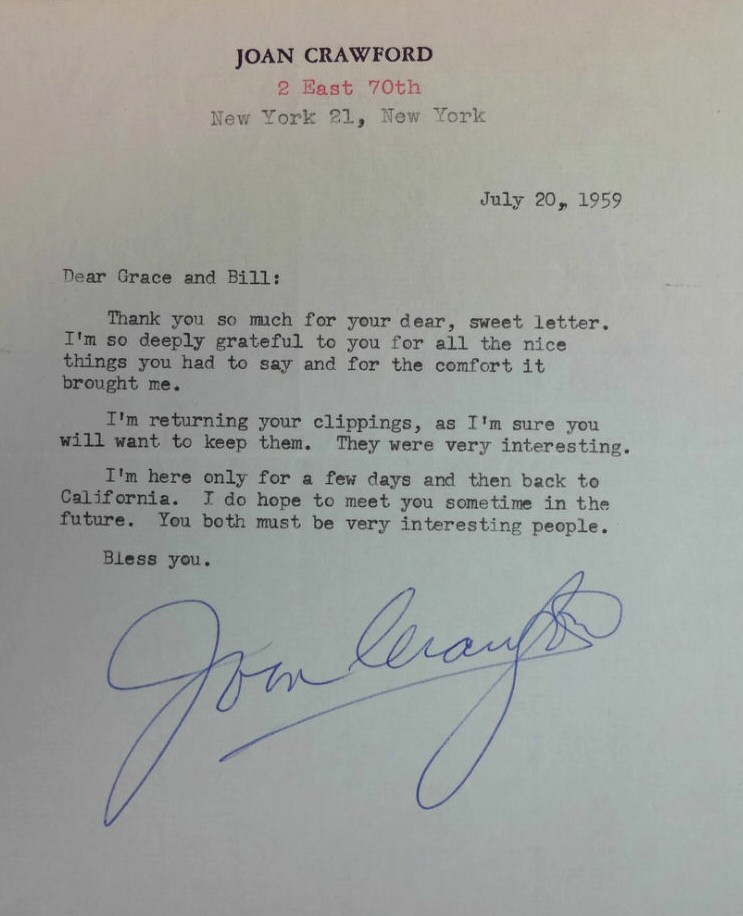 JOAN CRAWFORD
2 East 70th
New York 21, New York
July 20, 1959
Dear Grace and Bill:
Thank you so much for your dear, sweet letter.
I'm so deeply grateful to you for all the nice
things you had to say and for the comfort it
brought me.
I'm returning your clippings, as I'm sure you
will want to keep them. They were very interesting.
I'm here only for a few days and then back to
California. I do hope to meet you sometime in the
future. You both must be very interesting people.
Bless you.
Joan Crawford